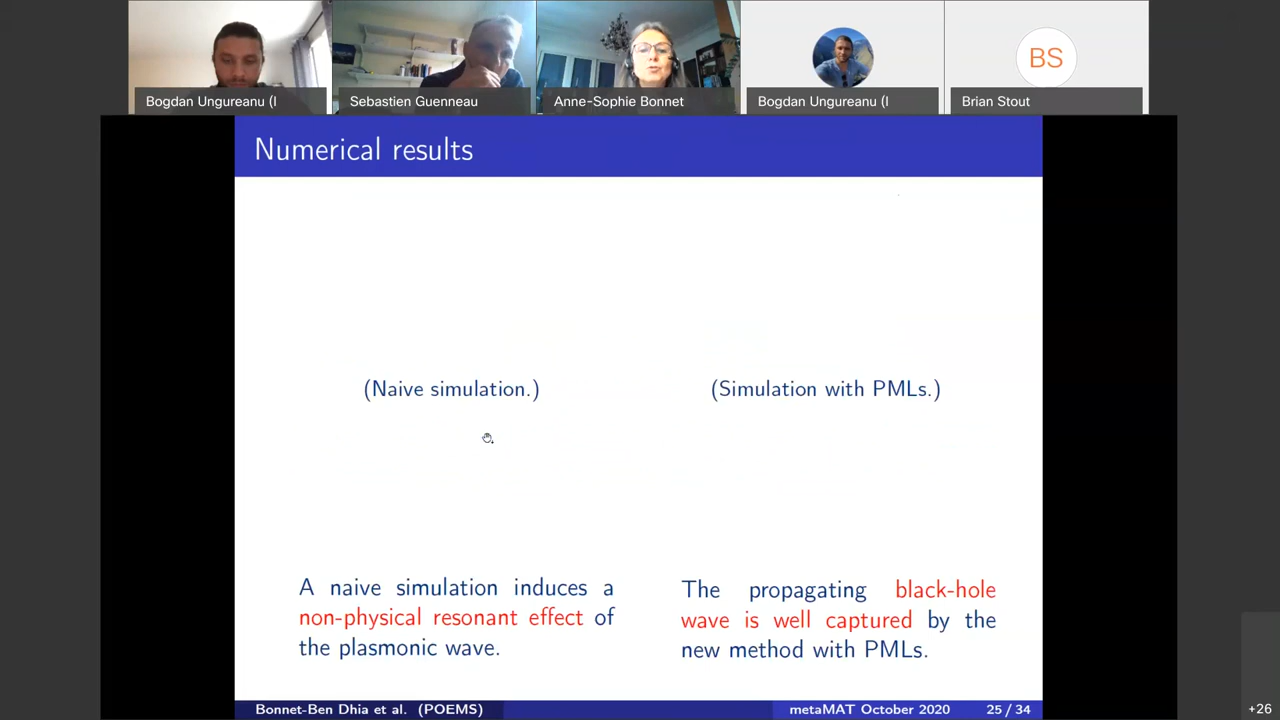 Bogdan Ungureanu (I
Sebastien Guenneau
Anne-Sophie Bonnet
Bogdan Ungureanu (I
BS
Brian Stout
Numerical results
(Naive simulation.)
(Simulation with PMLs.)
A naive simulation induces a
non-physical resonant effect of
the plasmonic wave.
The propagating black-hole
wave is well captured by the
new method with PMLs.
Bonnet-Ben Dhia et al. (POEMS)
metaMAT October 2020
25 / 34
+26